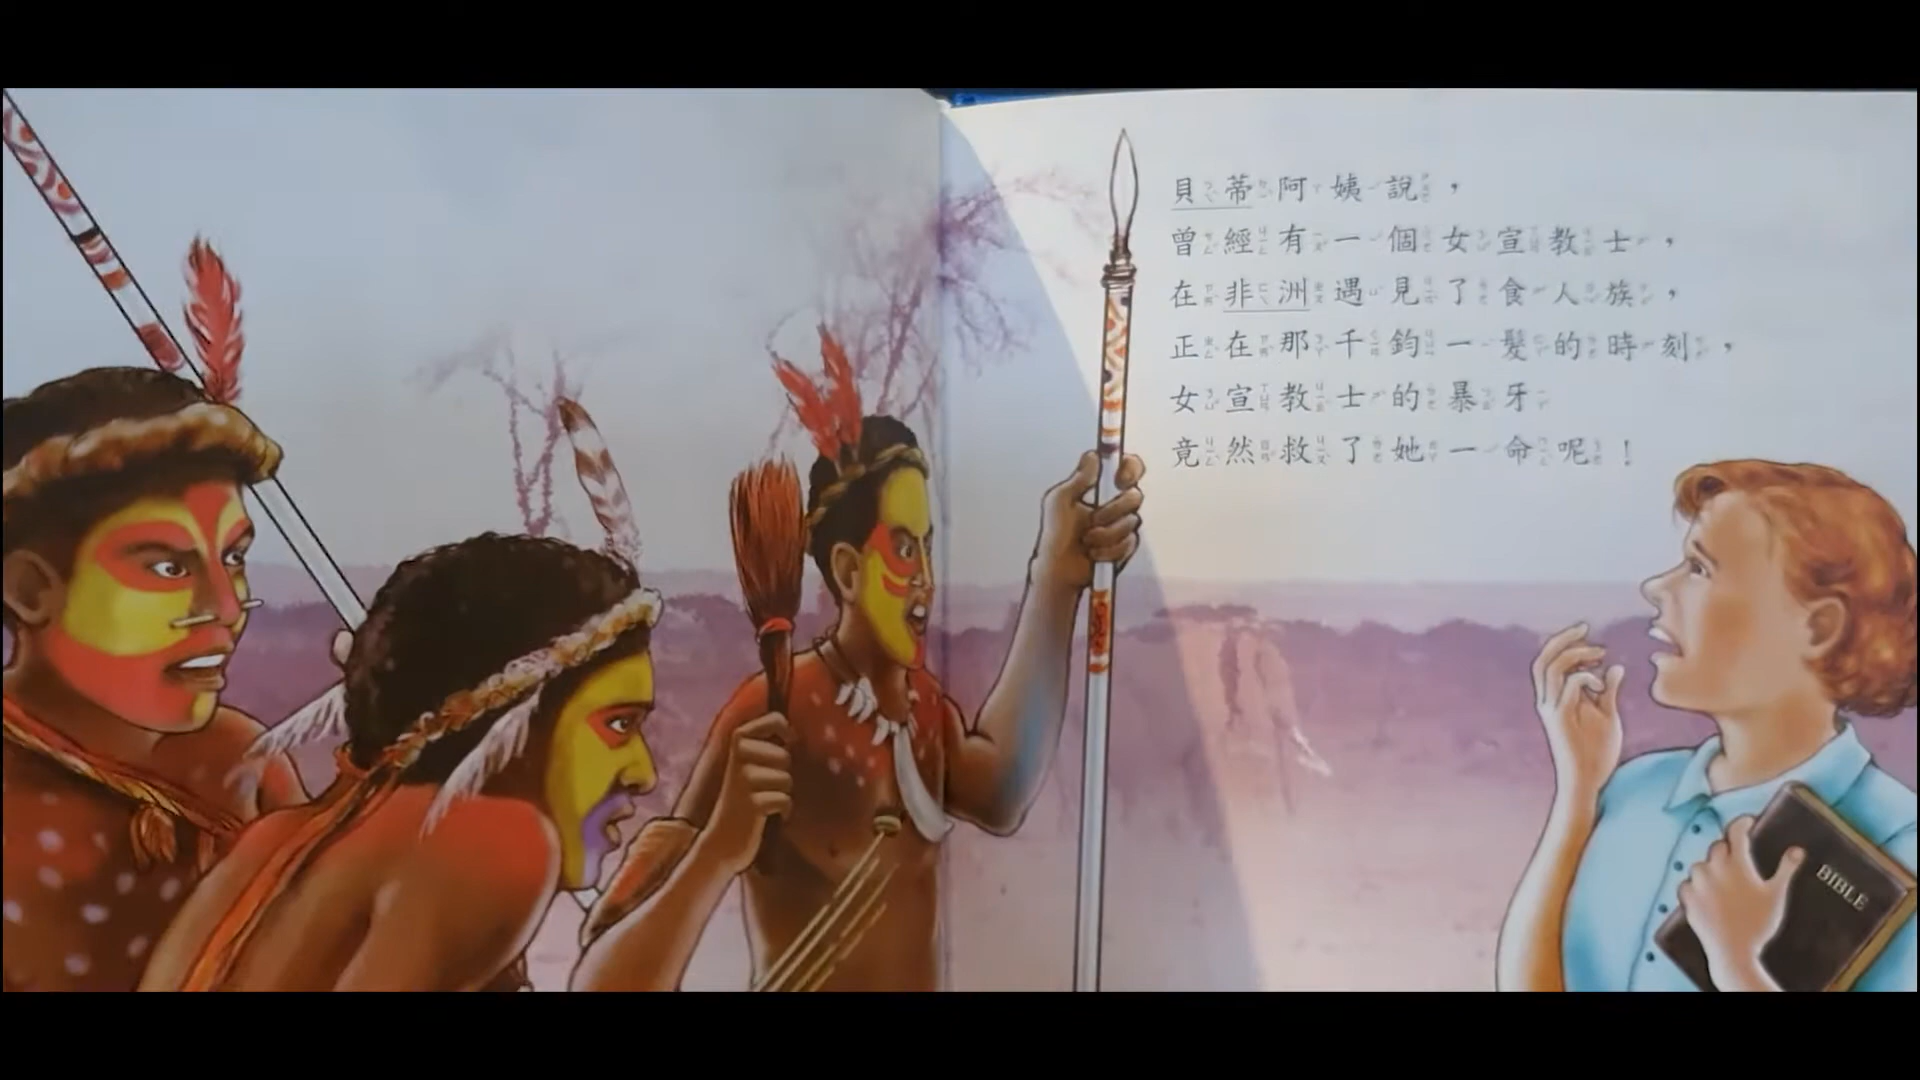 貝蒂阿姨說，
曾經有一個女宣教士，
在非洲遇見了食人族，
正在那千鈞一髮的時刻，
女宣教士的暴牙
竟然救了她一命呢！
BIBLE